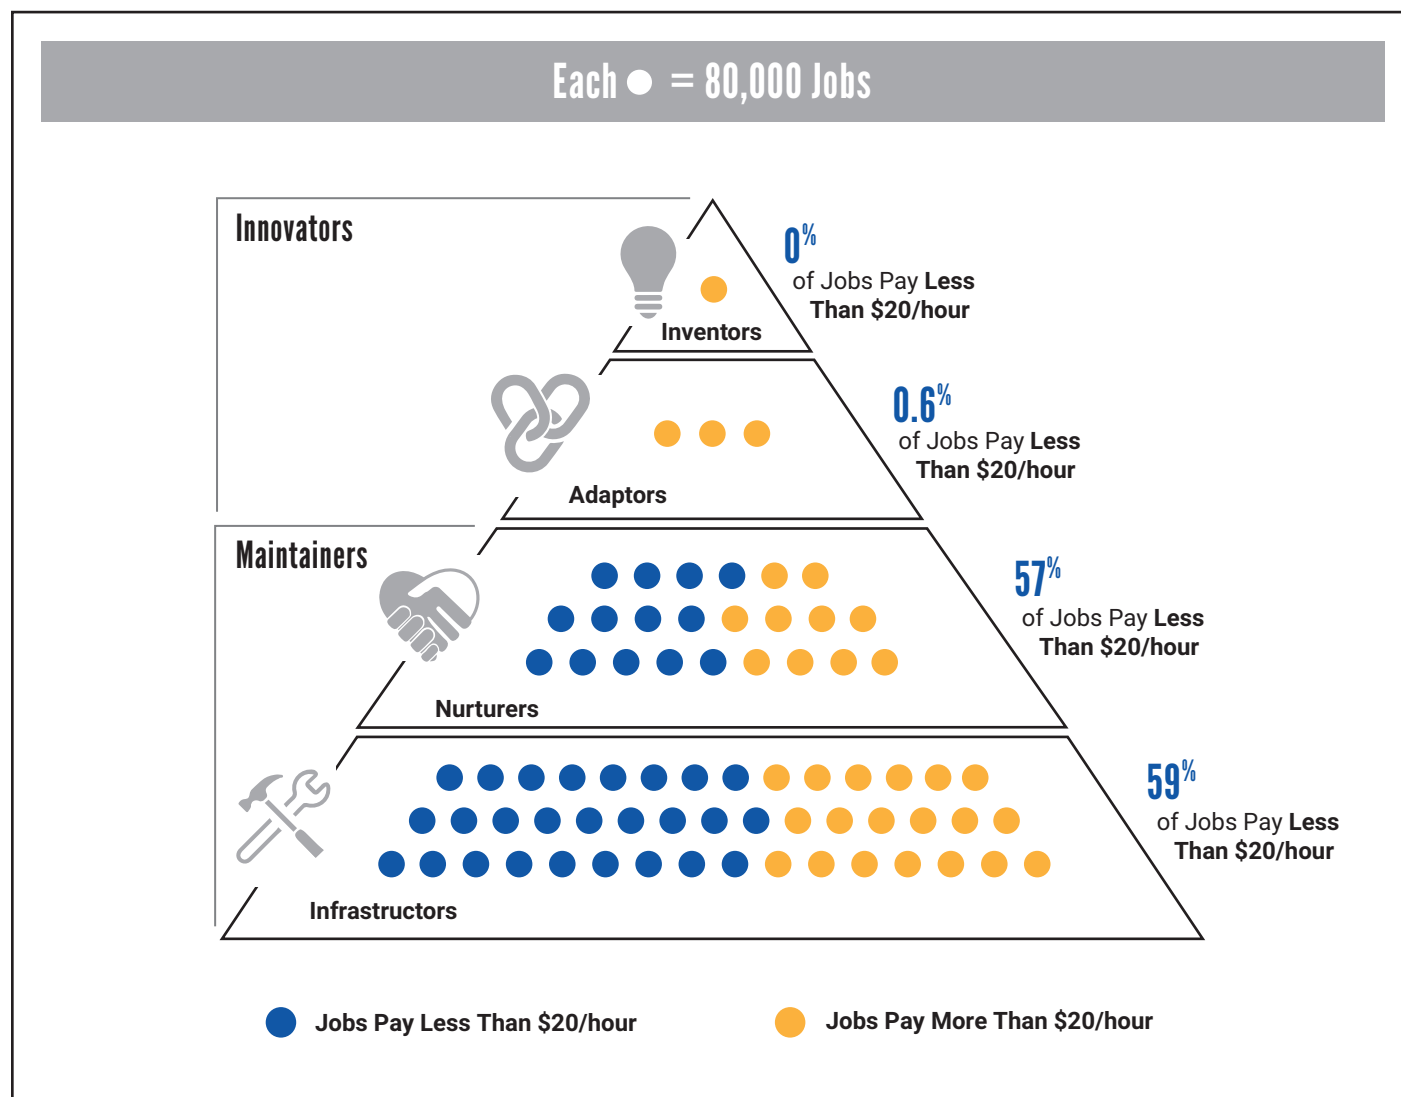 Each = 80,000 Jobs
Innovators
0%
of Jobs Pay Less
Than $20/hour
Inventors
0.6%
of Jobs Pay Less
Than $20/hour
Adaptors
Maintainers
57%
of Jobs Pay Less
Than $20/hour
Nurturers
59%
of Jobs Pay Less
Than $20/hour
Infrastructors
Jobs Pay Less Than $20/hour
Jobs Pay More Than $20/hour